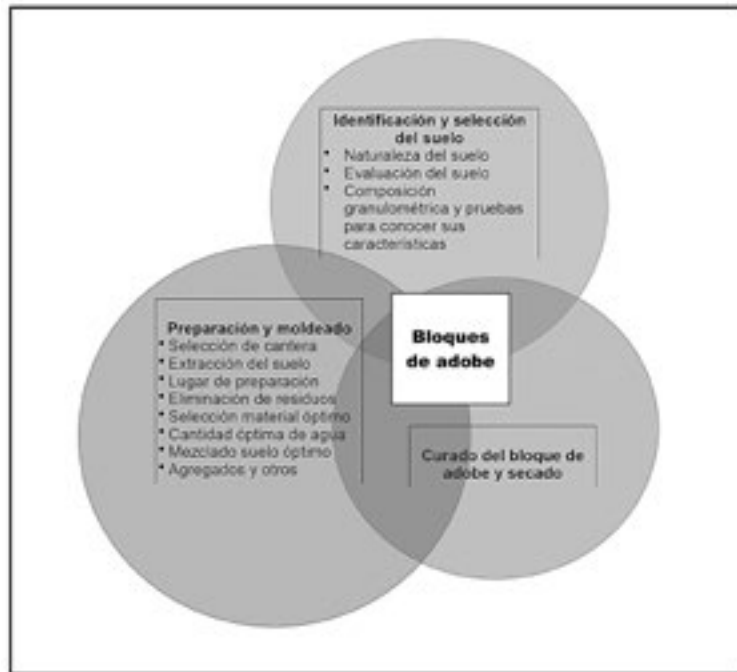 Identificación y selección
del suelo
• Naturaleza del suelo
• Evaluación del suelo
• Composición
granulométrica y pruebas
para conocer sus
características
Preparación y moldeado
• Selección de cantera
• Extracción del suelo
• Lugar de preparación
• Eliminación de residuos
• Selección material óptimo
• Cantidad óptima de agua
• Mezclado suelo óptimo
• Agregados y otros
Bloques
de adobe
Curado del bloque de
adobe y secado